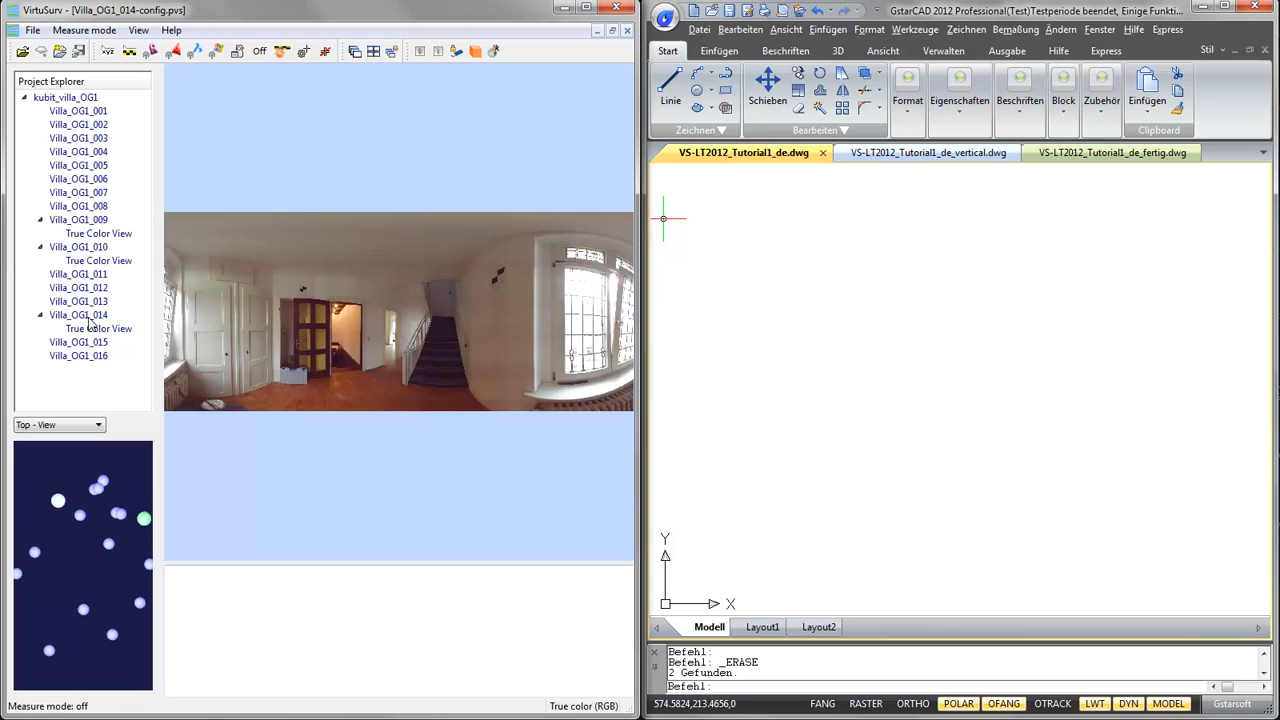 VirtuSurv - [Villa_OG1_014-config.pvs]
File Measure mode View Help
xyz Off
Project Explorer
kubit_villa_OG1
Villa_OG1_001
Villa_OG1_002
Villa_OG1_003
Villa_OG1_004
Villa_OG1_005
Villa_OG1_006
Villa_OG1_007
Villa_OG1_008
Villa_OG1_009
True Color View
Villa_OG1_010
True Color View
Villa_OG1_011
Villa_OG1_012
Villa_OG1_013
Villa_OG1_014
True Color View
Villa_OG1_015
Villa_OG1_016
Top - View
Measure mode: off
True color (RGB)
GstarCAD 2012 Professional(Test)Testperiode beendet, Einige Funkti...
Datei Bearbeiten Ansicht Einfügen Format Werkzeuge Zeichnen Bemaßung Ändern Fenster Hilfe Express
Start Einfügen Beschriften 3D Ansicht Verwalten Ausgabe Hilfe Express Stil
Linie Schieben Format Eigenschaften Beschriften Block Zubehör Einfügen
Zeichnen Bearbeiten Clipboard
VS-LT2012_Tutorial1_de.dwg VS-LT2012_Tutorial1_de_vertical.dwg VS-LT2012_Tutorial1_de_fertig.dwg
Y
X
Modell Layout1 Layout2
Befehl:
Befehl: _ERASE
2 Gefunden.
Befehl:
574.5824,213.4656,0 FANG RASTER ORTHO POLAR OFANG OTRACK LWT DYN MODEL Gstarsoft